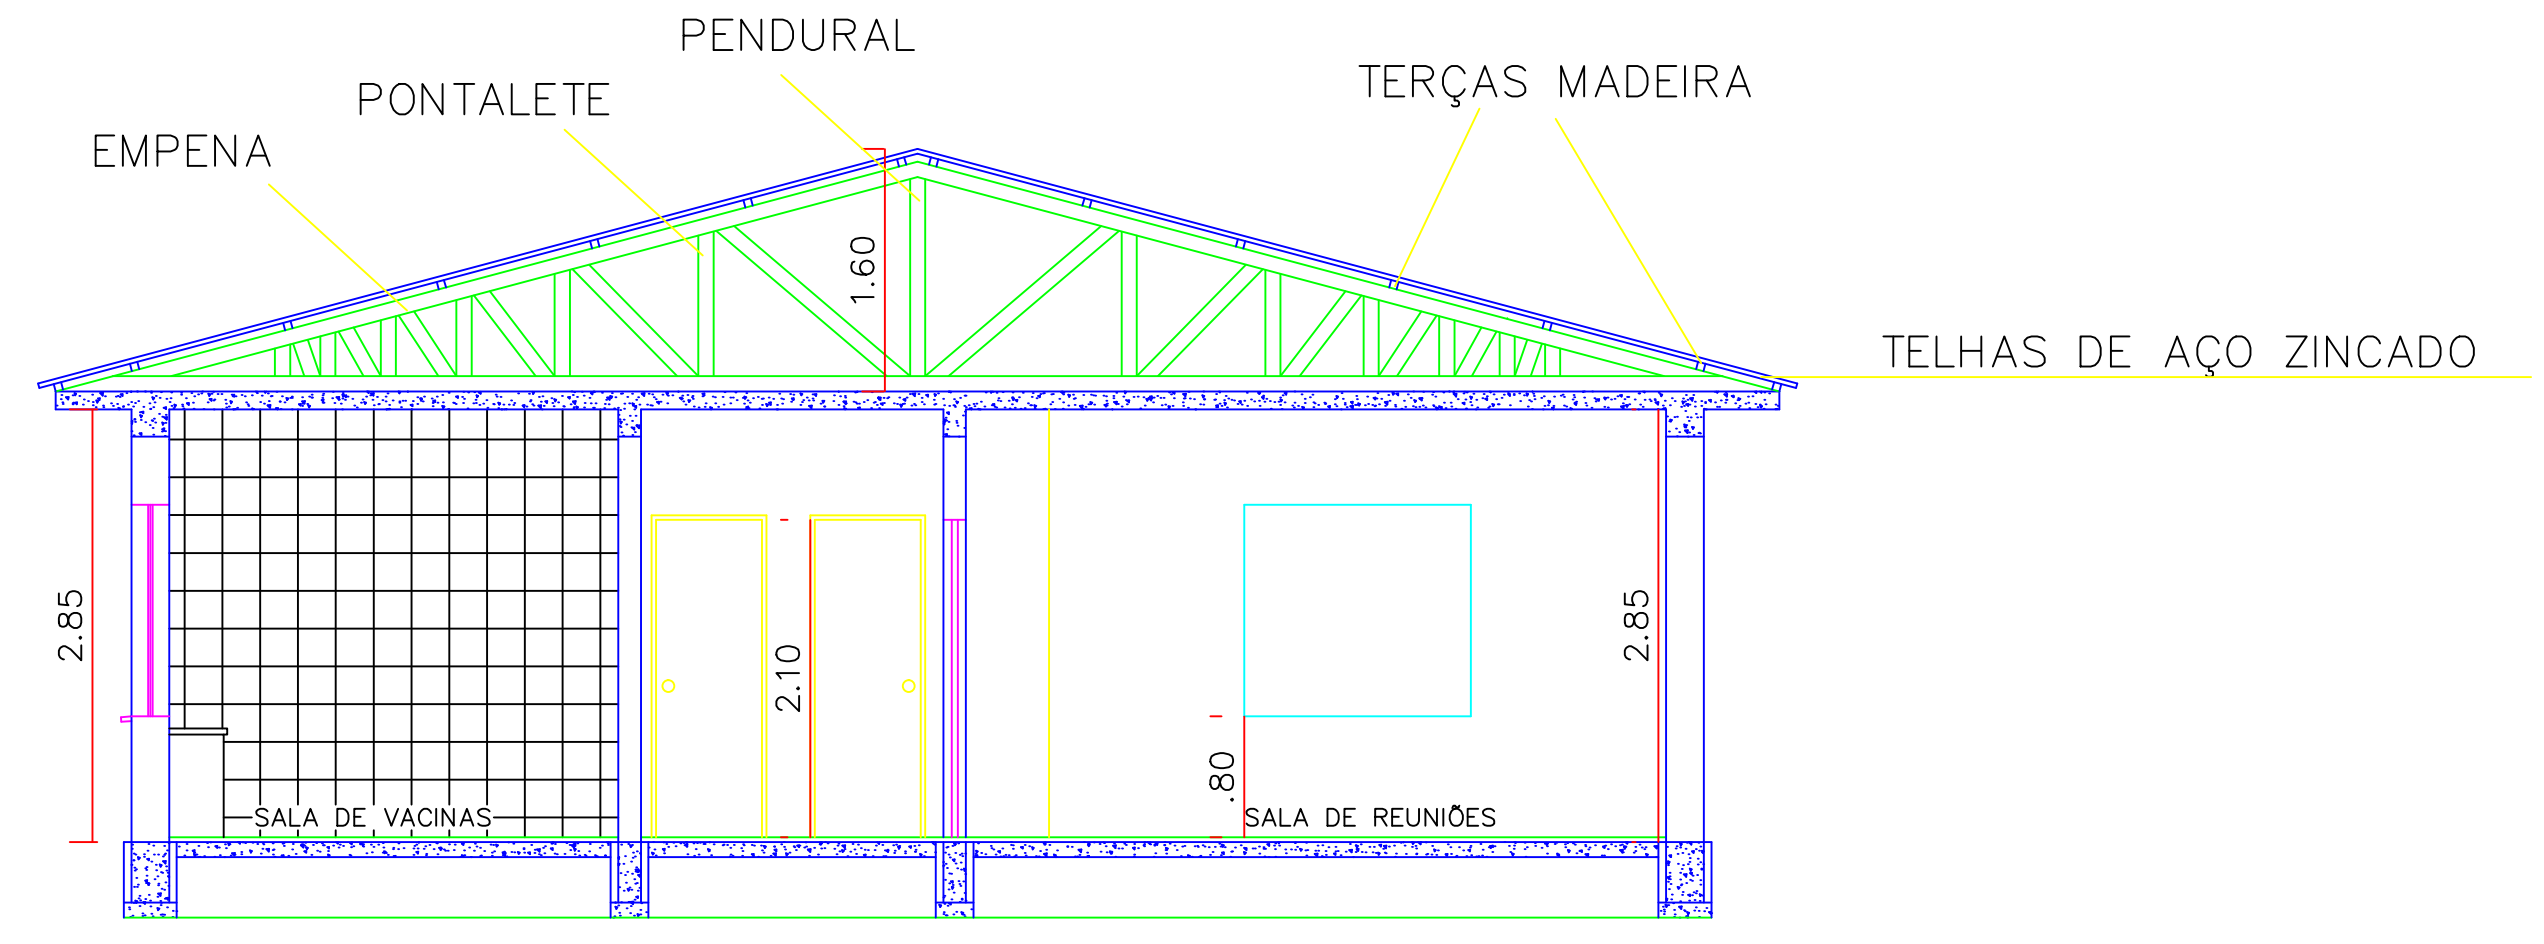 PENDURAL
TERÇAS MADEIRA
PONTALETE
EMPENA
1.60
TELHAS DE AÇO ZINCADO
2.85
2.10
2.85
.80
SALA DE VACINAS
SALA DE REUNIÕES